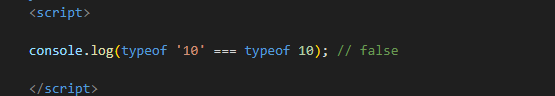 <script>
console.log(typeof '10' === typeof 10); // false
</script>